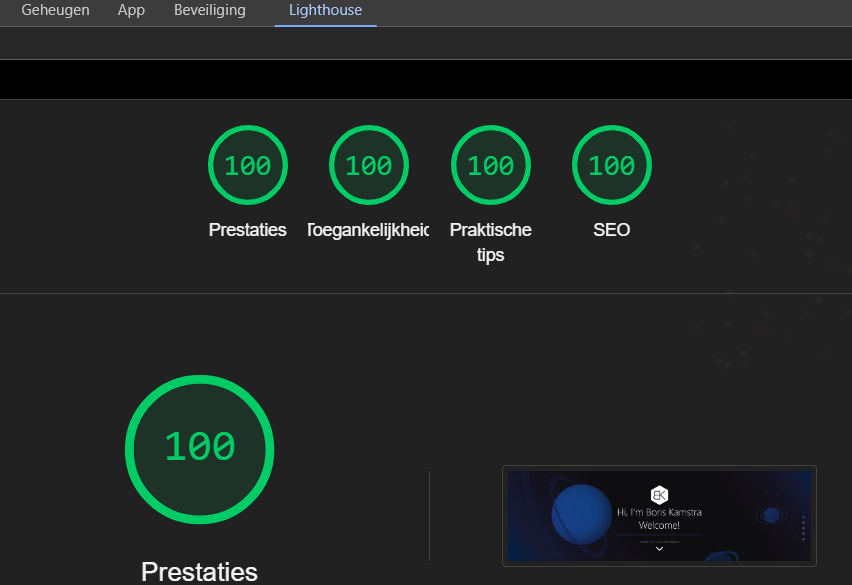 Geheugen App Beveiliging Lighthouse
100 100 100 100
Prestaties Toegankelijkheid Praktische tips SEO
100
Prestaties
BK
Hi, I'm Boris Kamstra
Welcome!